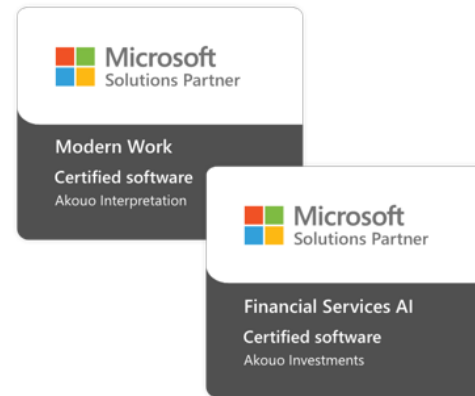 Microsoft
Solutions Partner
Modern Work
Certified software
Akouo Interpretation
Microsoft
Solutions Partner
Financial Services AI
Certified software
Akouo Investments